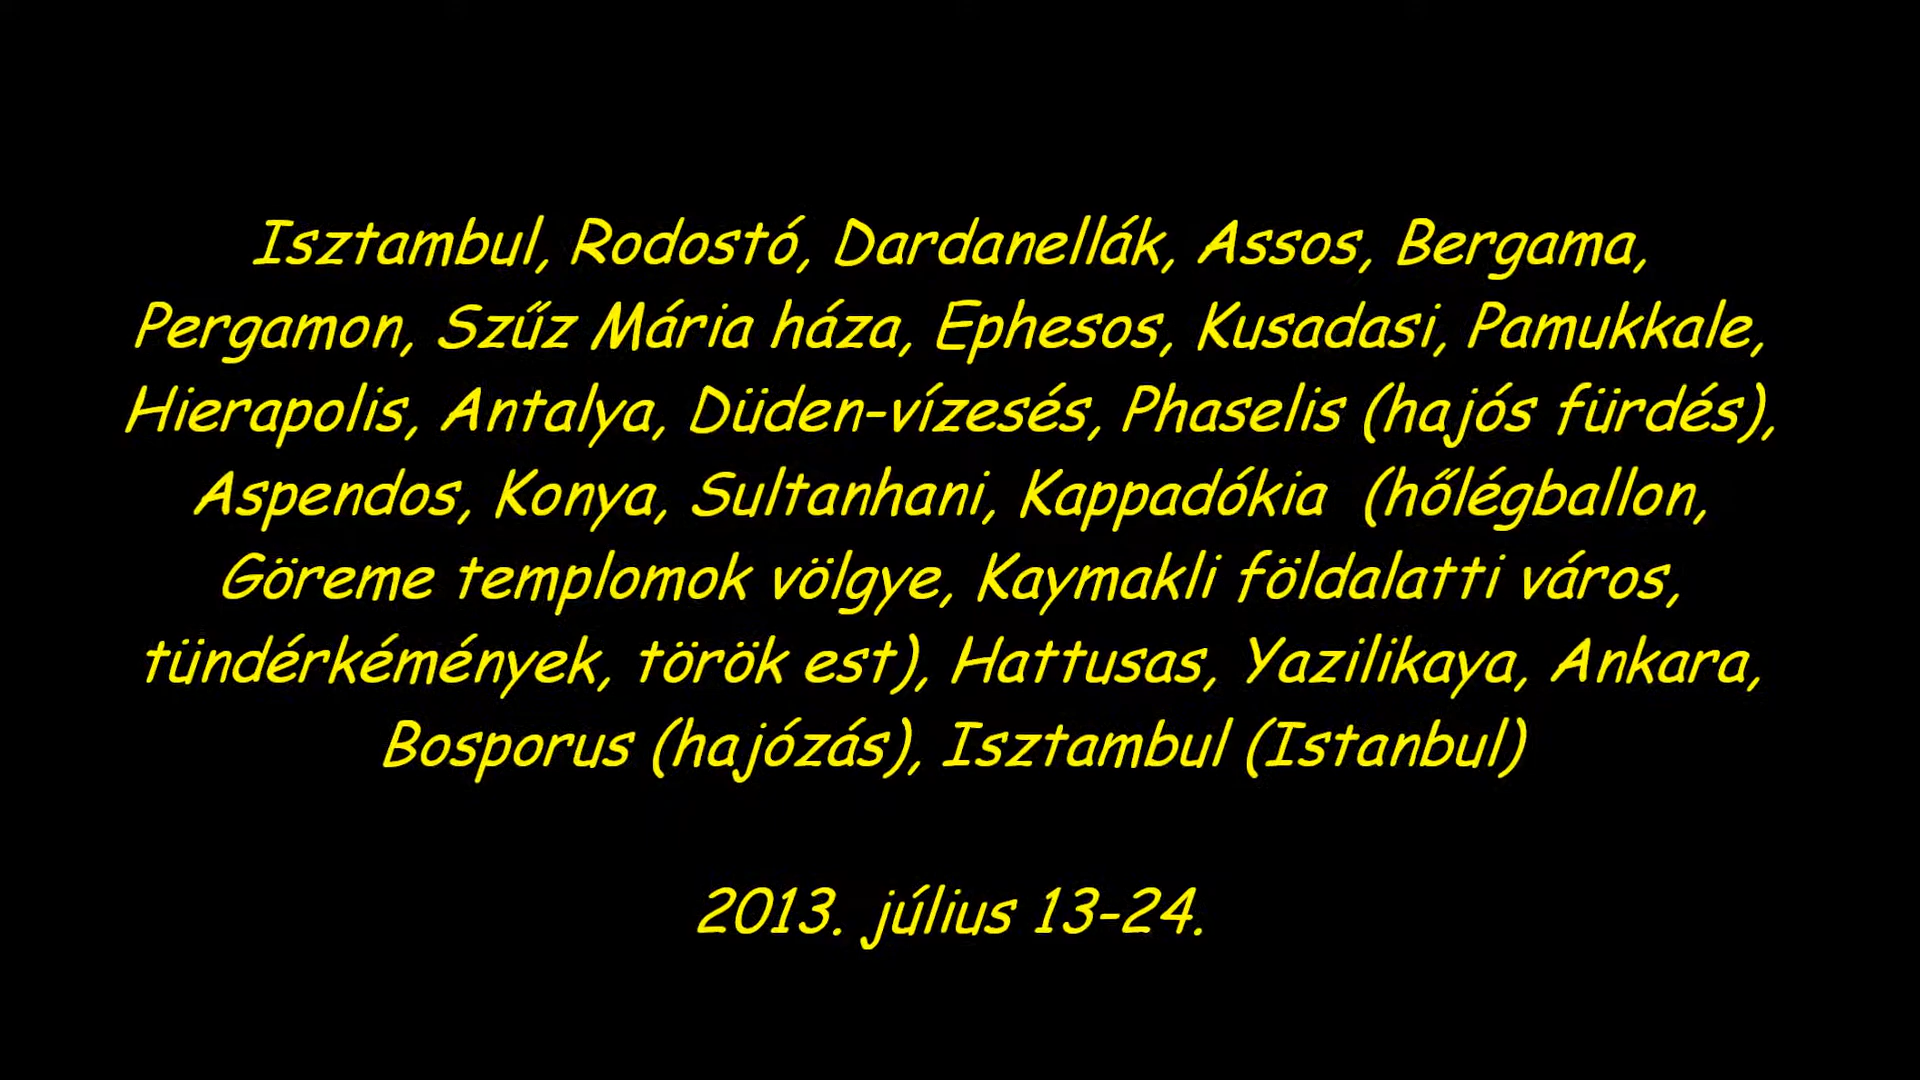 Isztambul, Rodostó, Dardanellák, Assos, Bergama,
Pergamon, Szűz Mária háza, Ephesos, Kusadasi, Pamukkale,
Hierapolis, Antalya, Düden-vízesés, Phaselis (hajós fürdés),
Aspendos, Konya, Sultanhani, Kappadókia (hőlégballon,
Göreme templomok völgye, Kaymakli földalatti város,
tündérkémények, török est), Hattusas, Yazilikaya, Ankara,
Bosporus (hajózás), Isztambul (Istanbul)
2013. július 13-24.